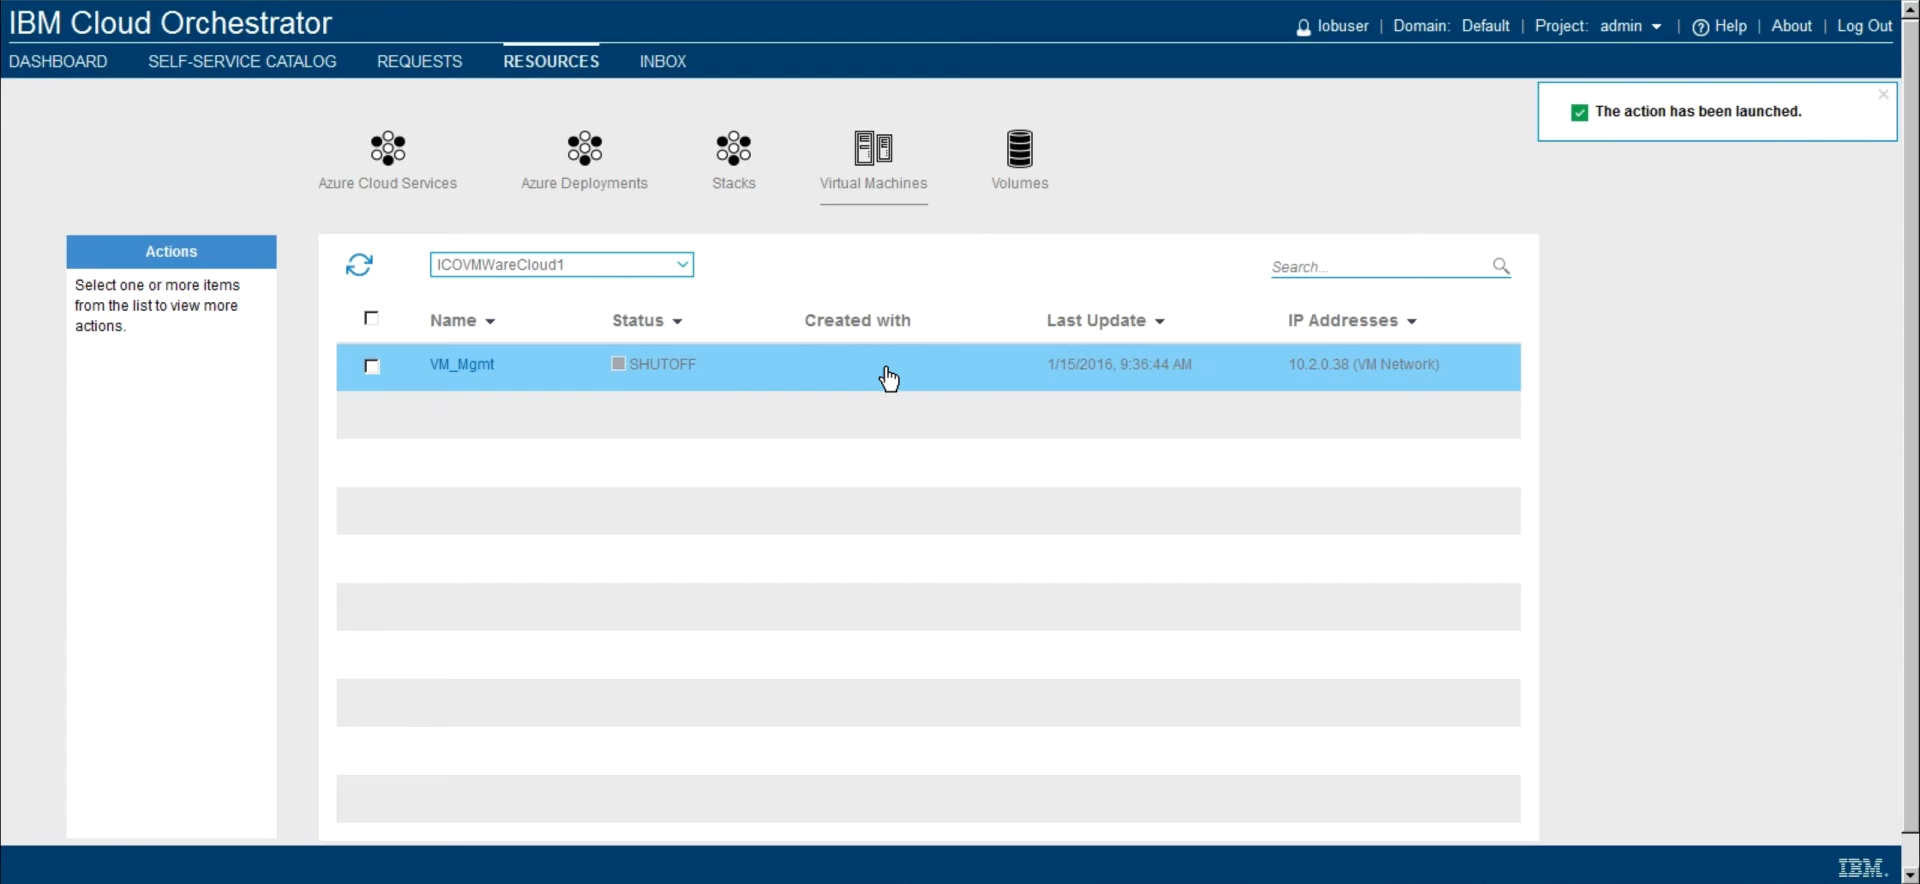 IBM Cloud Orchestrator
lobuser | Domain: Default | Project: admin | Help | About | Log Out
DASHBOARD SELF-SERVICE CATALOG REQUESTS RESOURCES INBOX
The action has been launched.
Azure Cloud Services Azure Deployments Stacks Virtual Machines Volumes
Actions
Select one or more items
from the list to view more
actions.
ICOVMWareCloud1
Search...
Name Status Created with Last Update IP Addresses
VM_Mgmt SHUTOFF 1/15/2016, 9:36:44 AM 10.2.0.38 (VM Network)
IBM.